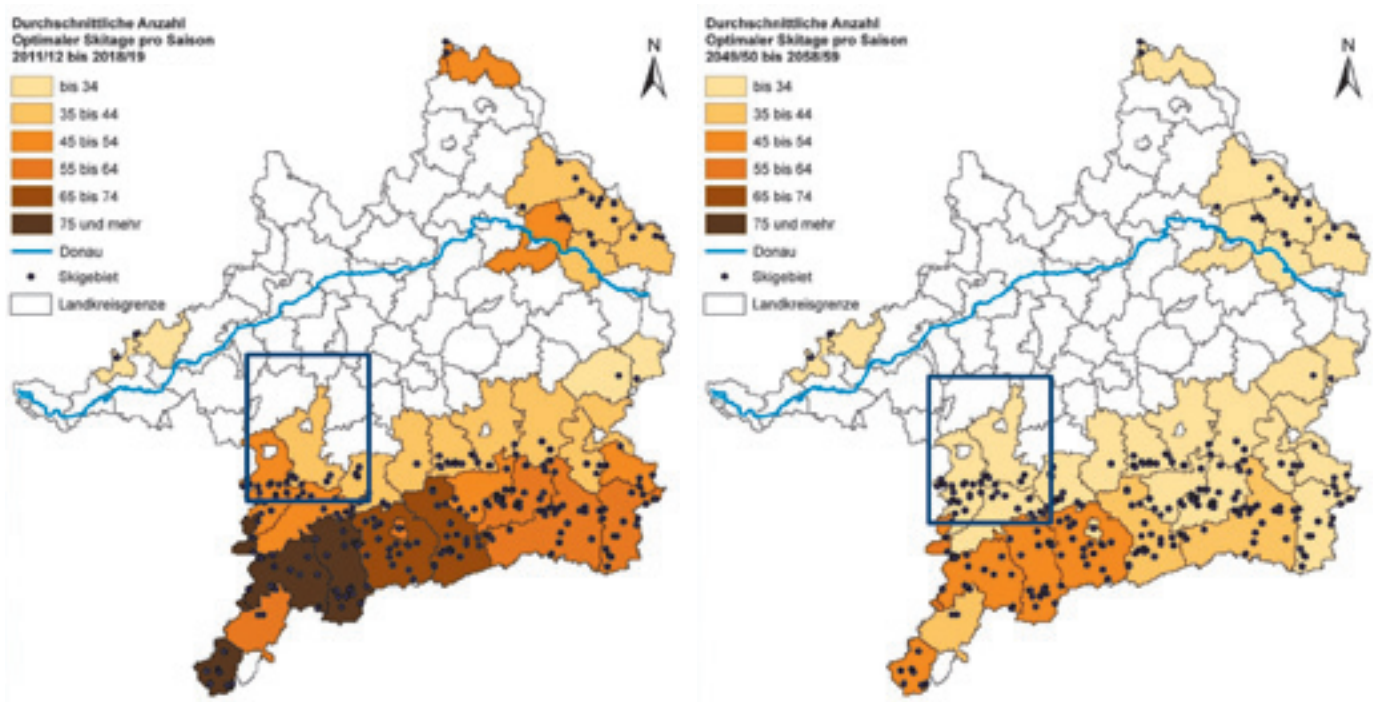 Durchschnittliche Anzahl
Optimaler Skitage pro Saison
2011/12 bis 2018/19
bis 34
35 bis 44
45 bis 54
55 bis 64
65 bis 74
75 und mehr
Donau
Skigebiet
Landkreisgrenze
N
Durchschnittliche Anzahl
Optimaler Skitage pro Saison
2049/50 bis 2058/59
bis 34
35 bis 44
45 bis 54
55 bis 64
65 bis 74
75 und mehr
Donau
Skigebiet
Landkreisgrenze
N